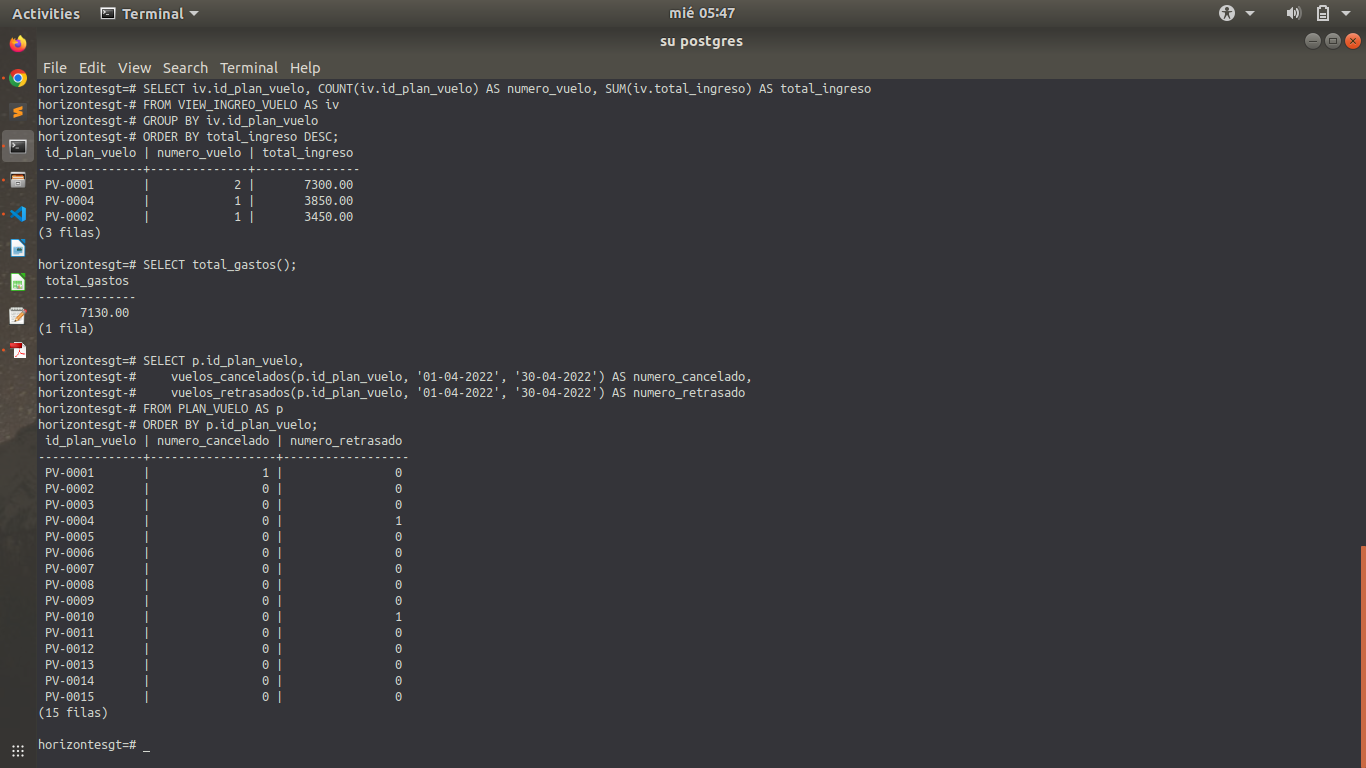 Activities Terminal mié 05:47
su postgres
File Edit View Search Terminal Help
horizontesgt=# SELECT iv.id_plan_vuelo, COUNT(iv.id_plan_vuelo) AS numero_vuelo, SUM(iv.total_ingreso) AS total_ingreso
horizontesgt-# FROM VIEW_INGREO_VUELO AS iv
horizontesgt-# GROUP BY iv.id_plan_vuelo
horizontesgt-# ORDER BY total_ingreso DESC;
 id_plan_vuelo | numero_vuelo | total_ingreso
---------------+--------------+---------------
 PV-0001       |            2 |       7300.00
 PV-0004       |            1 |       3850.00
 PV-0002       |            1 |       3450.00
(3 filas)
horizontesgt=# SELECT total_gastos();
 total_gastos
--------------
      7130.00
(1 fila)
horizontesgt=# SELECT p.id_plan_vuelo,
horizontesgt-#     vuelos_cancelados(p.id_plan_vuelo, '01-04-2022', '30-04-2022') AS numero_cancelado,
horizontesgt-#     vuelos_retrasados(p.id_plan_vuelo, '01-04-2022', '30-04-2022') AS numero_retrasado
horizontesgt-# FROM PLAN_VUELO AS p
horizontesgt-# ORDER BY p.id_plan_vuelo;
 id_plan_vuelo | numero_cancelado | numero_retrasado
---------------+------------------+------------------
 PV-0001       |                1 |                0
 PV-0002       |                0 |                0
 PV-0003       |                0 |                0
 PV-0004       |                0 |                1
 PV-0005       |                0 |                0
 PV-0006       |                0 |                0
 PV-0007       |                0 |                0
 PV-0008       |                0 |                0
 PV-0009       |                0 |                0
 PV-0010       |                0 |                1
 PV-0011       |                0 |                0
 PV-0012       |                0 |                0
 PV-0013       |                0 |                0
 PV-0014       |                0 |                0
 PV-0015       |                0 |                0
(15 filas)
horizontesgt=# _